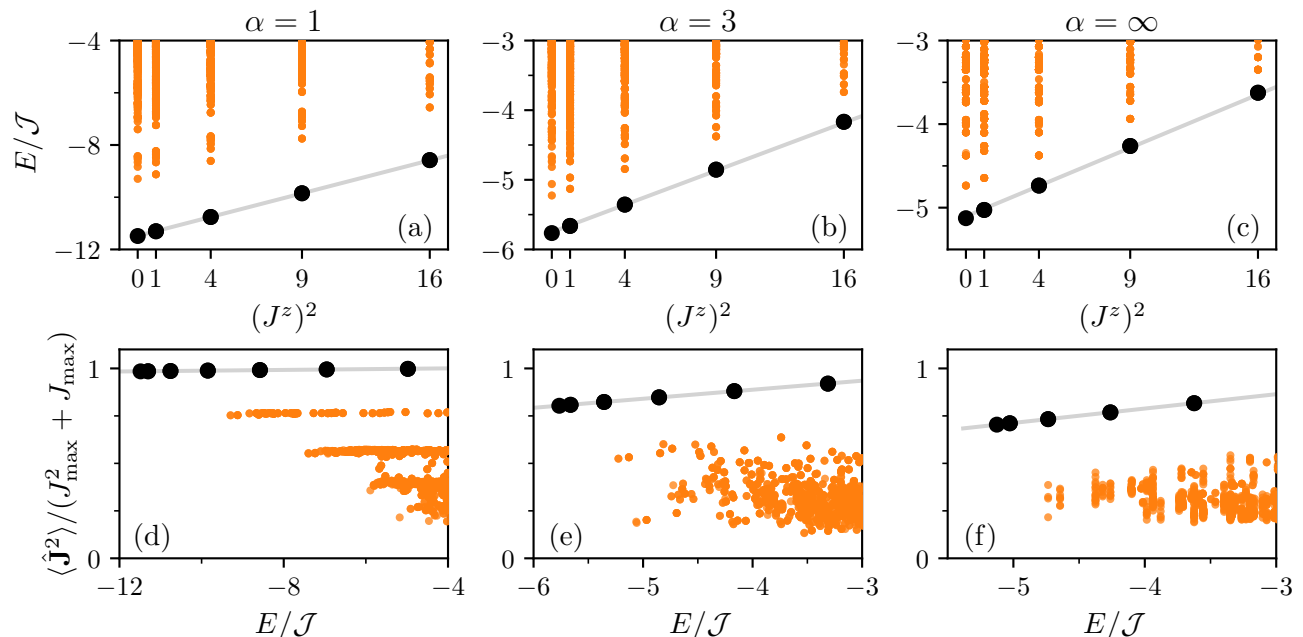 α = 1
α = 3
α = ∞
E/𝒥
−4
−8
−12
(a)
0 1 4 9 16
(J^z)^2
−3
−4
−5
−6
(b)
0 1 4 9 16
(J^z)^2
−3
−4
−5
(c)
0 1 4 9 16
(J^z)^2
⟨Ĵ^2⟩/(J_max^2 + J_max)
1
0
(d)
−12 −8 −4
E/𝒥
1
0
(e)
−6 −5 −4 −3
E/𝒥
1
0
(f)
−5 −4 −3
E/𝒥